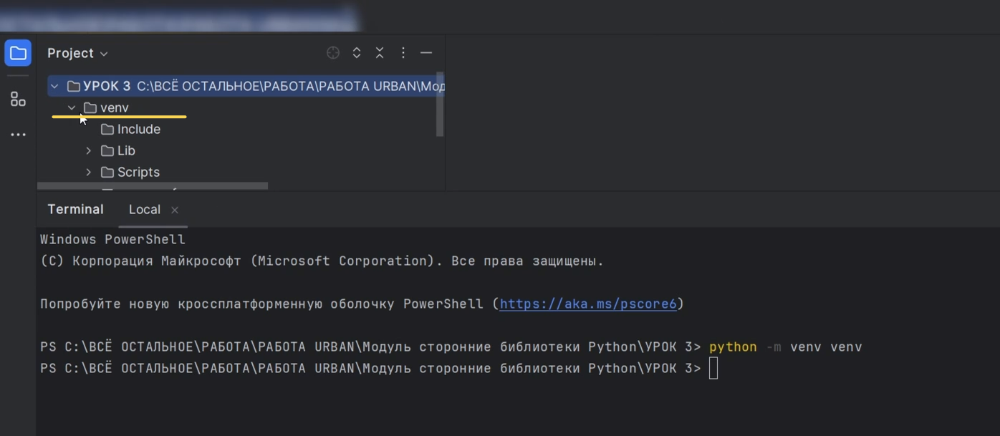 Project
УРОК 3 C:\ВСЁ ОСТАЛЬНОЕ\РАБОТА\РАБОТА URBAN\Мод
venv
Include
Lib
Scripts
Terminal Local
Windows PowerShell
(C) Корпорация Майкрософт (Microsoft Corporation). Все права защищены.
Попробуйте новую кроссплатформенную оболочку PowerShell (https://aka.ms/pscore6)
PS C:\ВСЁ ОСТАЛЬНОЕ\РАБОТА\РАБОТА URBAN\Модуль сторонние библиотеки Python\УРОК 3> python -m venv venv
PS C:\ВСЁ ОСТАЛЬНОЕ\РАБОТА\РАБОТА URBAN\Модуль сторонние библиотеки Python\УРОК 3>